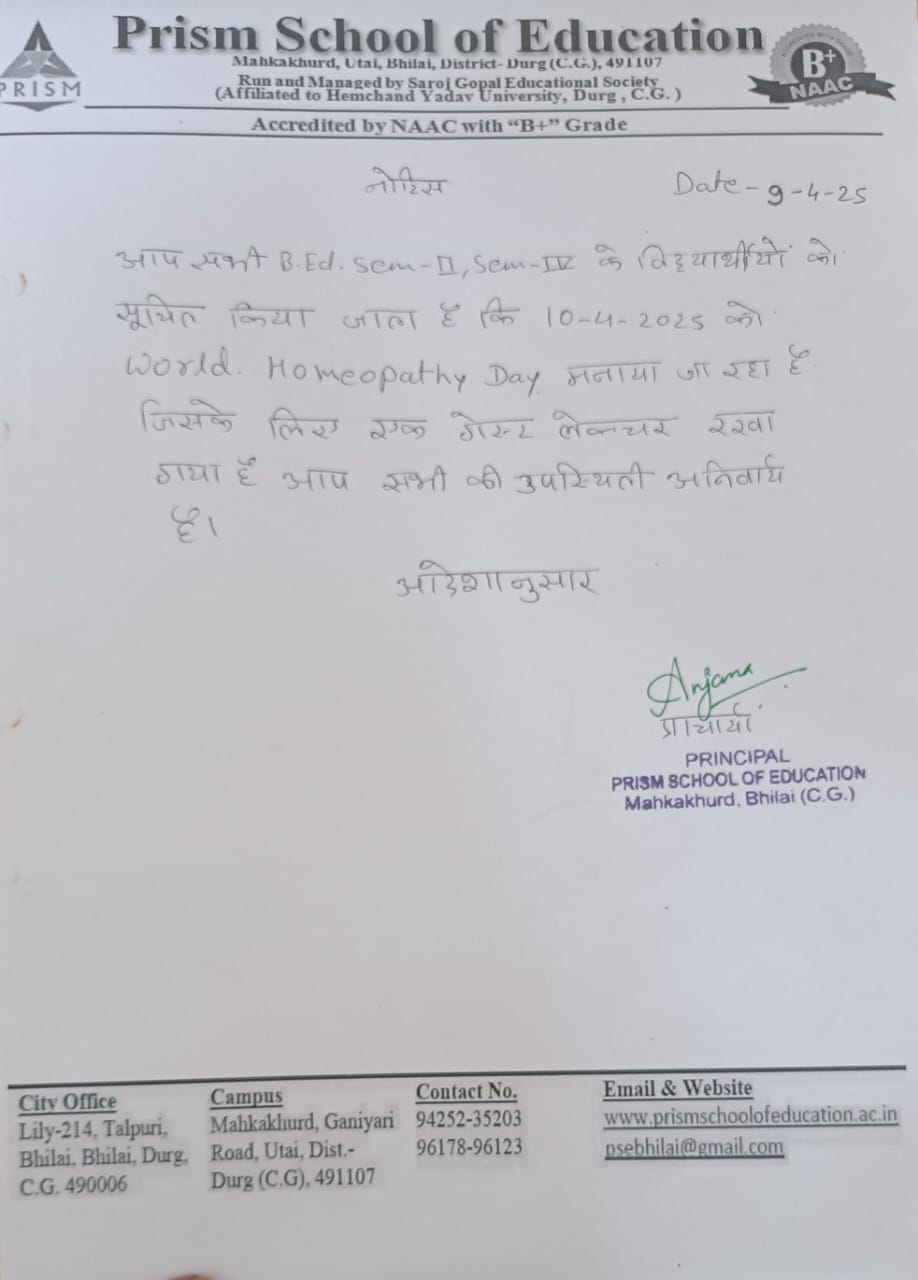 Prism School of Education
Mahkakhurd, Utai, Bhilai, District- Durg (C.G.), 491107
Run and Managed by Saroj Gopal Educational Society
(Affiliated to Hemchand Yadav University, Durg , C.G. )
Accredited by NAAC with “B+” Grade
PRISM
ACCREDITED WITH GRADE
B+
NAAC
नोटिस
Date - 9-4-25
आप सभी B.Ed. Sem-II, Sem-IV के विद्यार्थीयों को
सूचित किया जाता है कि 10-4-2025 को
World. Homeopathy Day मनाया जा रहा है
जिसके लिए एक गेस्ट लेक्चर रखा
गया है आप सभी की उपस्थिती अनिवार्य
है।
आदेशानुसार
Anjana
प्राचार्या
PRINCIPAL
PRISM SCHOOL OF EDUCATION
Mahkakhurd, Bhilai (C.G.)
City Office
Lily-214, Talpuri,
Bhilai, Bhilai, Durg,
C.G. 490006
Campus
Mahkakhurd, Ganiyari
Road, Utai, Dist.-
Durg (C.G), 491107
Contact No.
94252-35203
96178-96123
Email & Website
www.prismschoolofeducation.ac.in
psebhilai@gmail.com